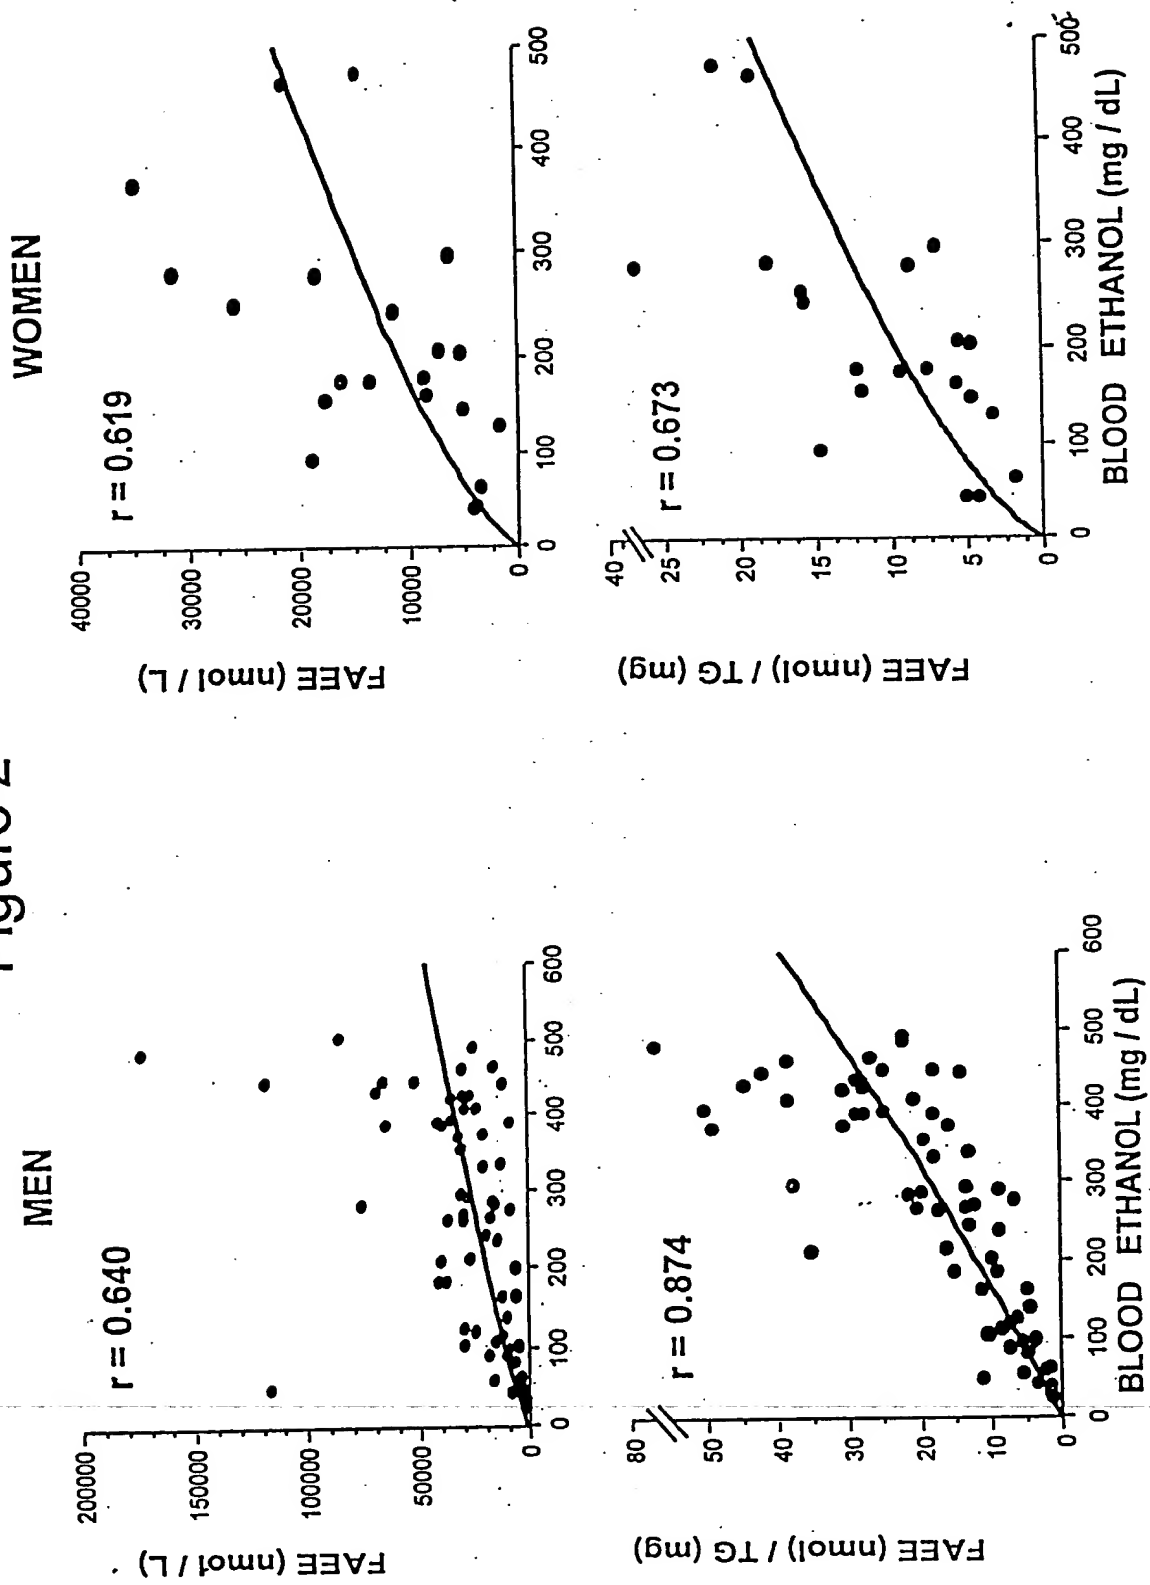 Figure 2
MEN
r = 0.640
FAEE (nmol / L)
200000
150000
100000
50000
0
0 100 200 300 400 500 600
WOMEN
r = 0.619
FAEE (nmol / L)
40000
30000
20000
10000
0
0 100 200 300 400 500
r = 0.874
FAEE (nmol) / TG (mg)
80
50
40
30
20
10
0
0 100 200 300 400 500 600
BLOOD ETHANOL (mg / dL)
r = 0.673
FAEE (nmol) / TG (mg)
40
25
20
15
10
5
0
0 100 200 300 400 500
BLOOD ETHANOL (mg / dL)